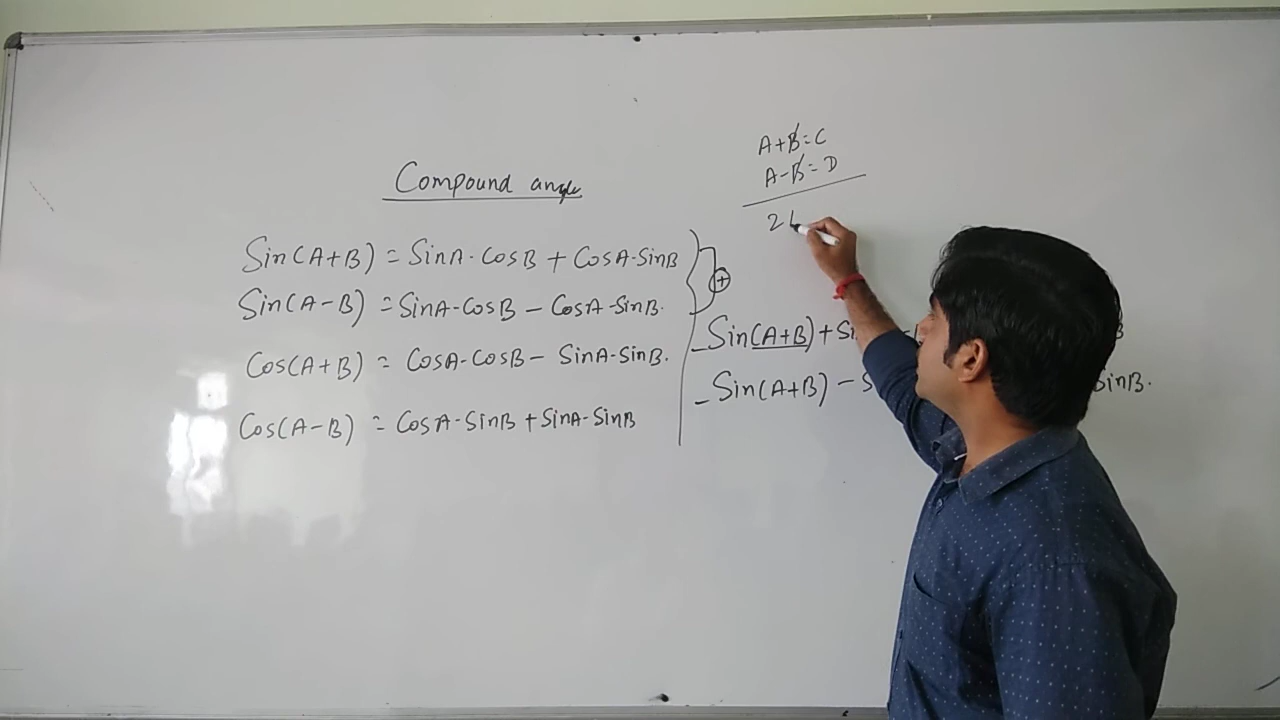 Compound angle
Sin(A+B) = SinA·CosB + CosA·SinB
Sin(A-B) = SinA·CosB - CosA·SinB.
Cos(A+B) = CosA·CosB - SinA·SinB.
Cos(A-B) = CosA·SinB + SinA·SinB
+
A+B=C
A-B=D
2
-Sin(A+B)+Si
-Sin(A+B) - S
SinB.